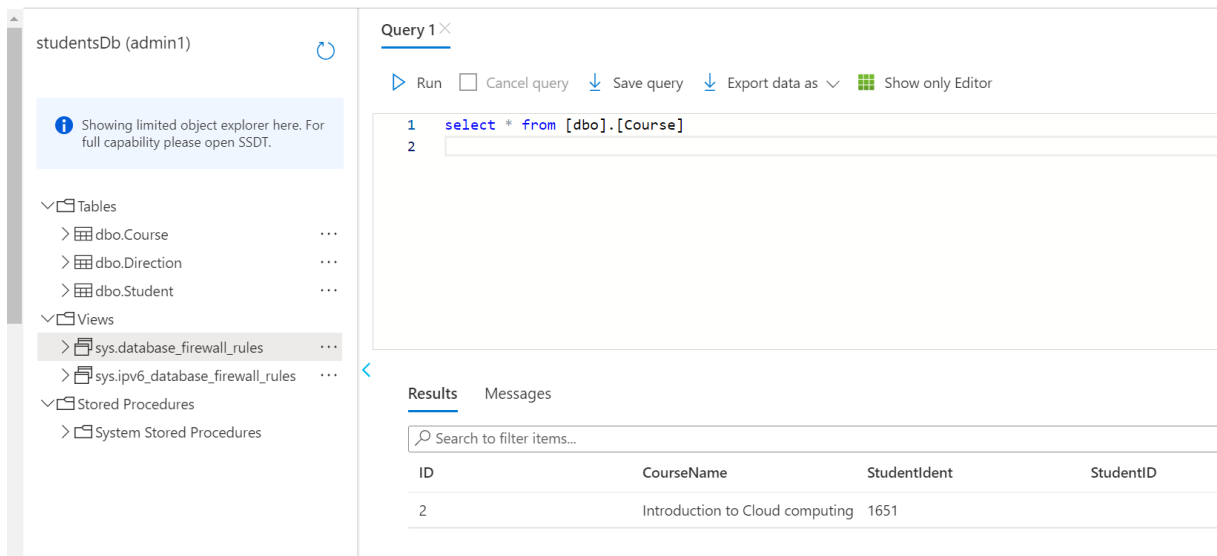 studentsDb (admin1)
Showing limited object explorer here. For
full capability please open SSDT.
Tables
dbo.Course
dbo.Direction
dbo.Student
Views
sys.database_firewall_rules
sys.ipv6_database_firewall_rules
Stored Procedures
System Stored Procedures
Query 1
Run Cancel query Save query Export data as Show only Editor
1 select * from [dbo].[Course]
2
Results Messages
Search to filter items...
ID CourseName StudentIdent StudentID
2 Introduction to Cloud computing 1651